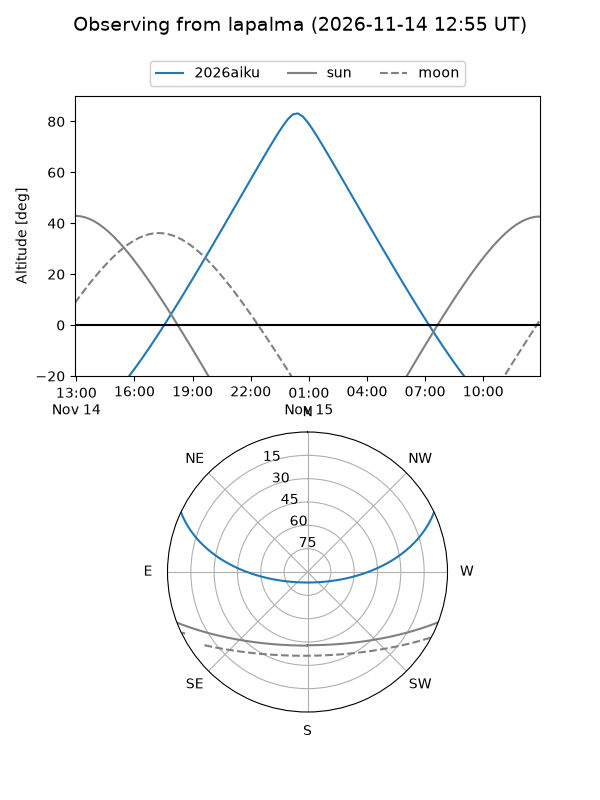 Observing from lapalma (2026-11-14 12:55 UT)
2026aiku sun moon
Altitude [deg]
80
60
40
20
0
−20
13:00 16:00 19:00 22:00 01:00 04:00 07:00 10:00
Nov 14 Nov 15
N
NE NW
15
30
45
60
75
E W
SE SW
S